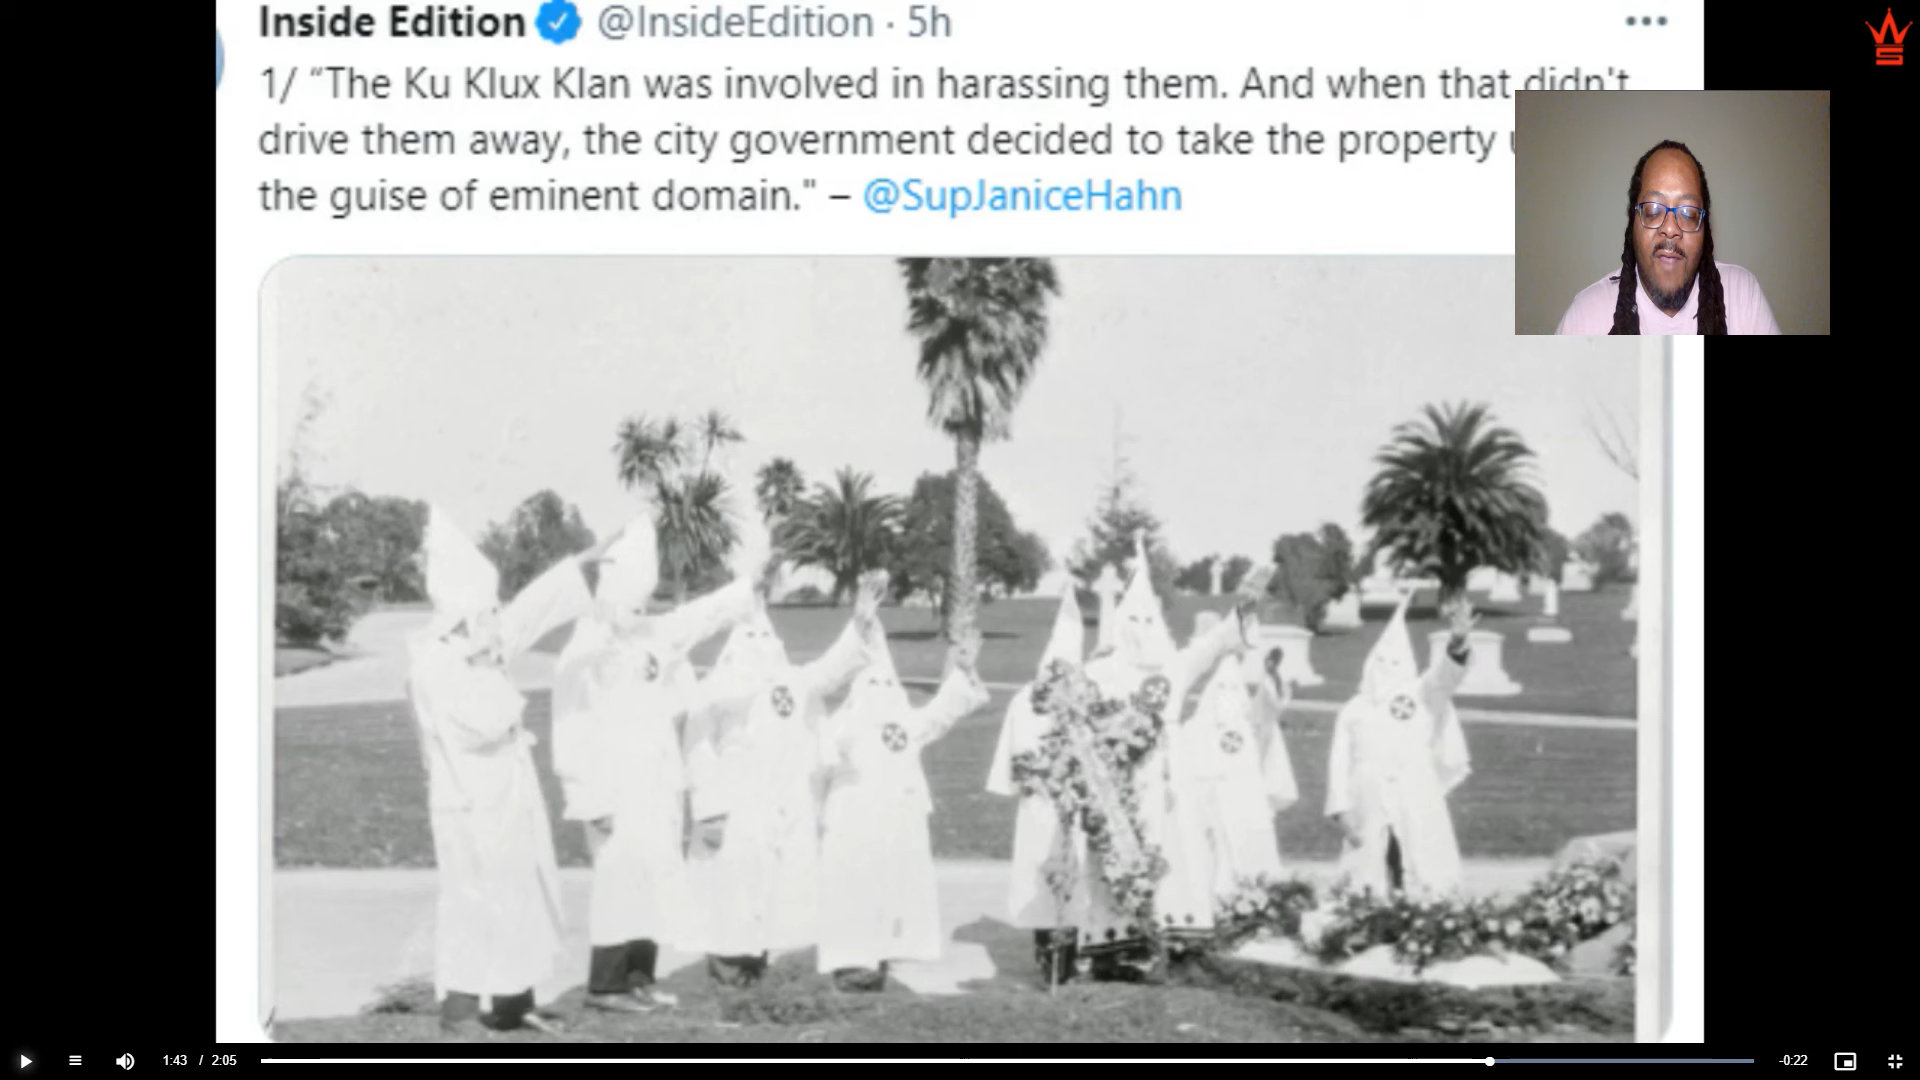 Inside Edition @InsideEdition · 5h
1/ “The Ku Klux Klan was involved in harassing them. And when that didn't
drive them away, the city government decided to take the property
the guise of eminent domain." – @SupJaniceHahn
WS
1:43 / 2:05
-0:22